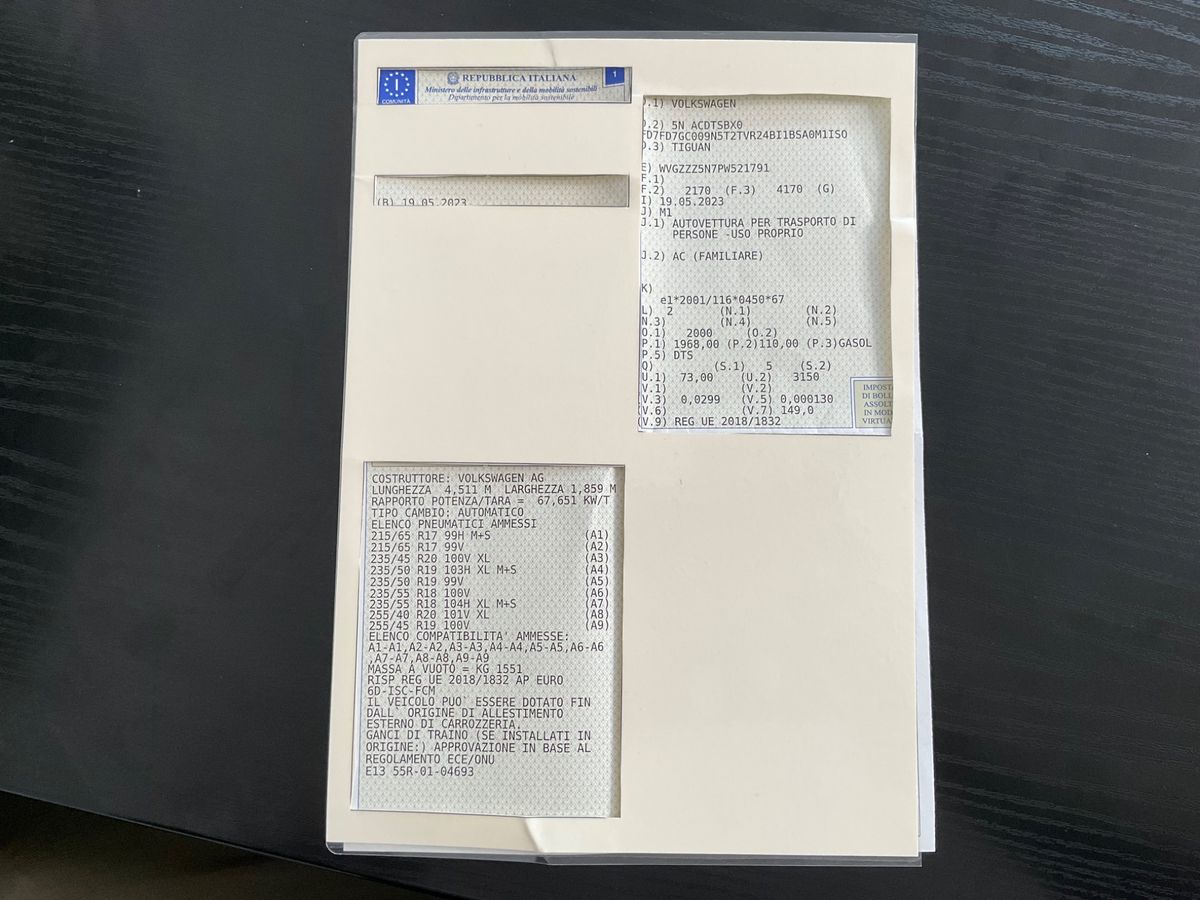 REPUBBLICA ITALIANA
Ministero delle infrastrutture e della mobilità sostenibili
Dipartimento per la mobilità sostenibile
I
COMUNITÀ
1
(B) 19.05.2023
COSTRUTTORE: VOLKSWAGEN AG
LUNGHEZZA 4,511 M LARGHEZZA 1,859 M
RAPPORTO POTENZA/TARA = 67,651 KW/T
TIPO CAMBIO: AUTOMATICO
ELENCO PNEUMATICI AMMESSI
215/65 R17 99H M+S (A1)
215/65 R17 99V (A2)
235/45 R20 100V XL (A3)
235/50 R19 103H XL M+S (A4)
235/50 R19 99V (A5)
235/55 R18 100V (A6)
235/55 R18 104H XL M+S (A7)
255/40 R20 101V XL (A8)
255/45 R19 100V (A9)
ELENCO COMPATIBILITA' AMMESSE:
A1-A1,A2-A2,A3-A3,A4-A4,A5-A5,A6-A6
,A7-A7,A8-A8,A9-A9
MASSA A VUOTO = KG 1551
RISP REG UE 2018/1832 AP EURO
6D-ISC-FCM
IL VEICOLO PUO' ESSERE DOTATO FIN
DALL' ORIGINE DI ALLESTIMENTO
ESTERNO DI CARROZZERIA.
GANCI DI TRAINO (SE INSTALLATI IN
ORIGINE:) APPROVAZIONE IN BASE AL
REGOLAMENTO ECE/ONU
E13 55R-01-04693
.1) VOLKSWAGEN
.2) 5N ACDTSBX0
FD7FD7GC009N5T2TVR24BI1BSA0M1ISO
D.3) TIGUAN
E) WVGZZZ5N7PW521791
F.1)
F.2) 2170 (F.3) 4170 (G)
I) 19.05.2023
J) M1
J.1) AUTOVETTURA PER TRASPORTO DI
PERSONE -USO PROPRIO
J.2) AC (FAMILIARE)
K)
e1*2001/116*0450*67
L) 2 (N.1) (N.2)
N.3) (N.4) (N.5)
O.1) 2000 (O.2)
P.1) 1968,00 (P.2)110,00 (P.3)GASOL
P.5) DTS
Q) (S.1) 5 (S.2)
U.1) 73,00 (U.2) 3150
(V.1) (V.2)
(V.3) 0,0299 (V.5) 0,000130
(V.6) (V.7) 149,0
(V.9) REG UE 2018/1832
IMPOST
DI BOLL
ASSOLT
IN MOD
VIRTUA